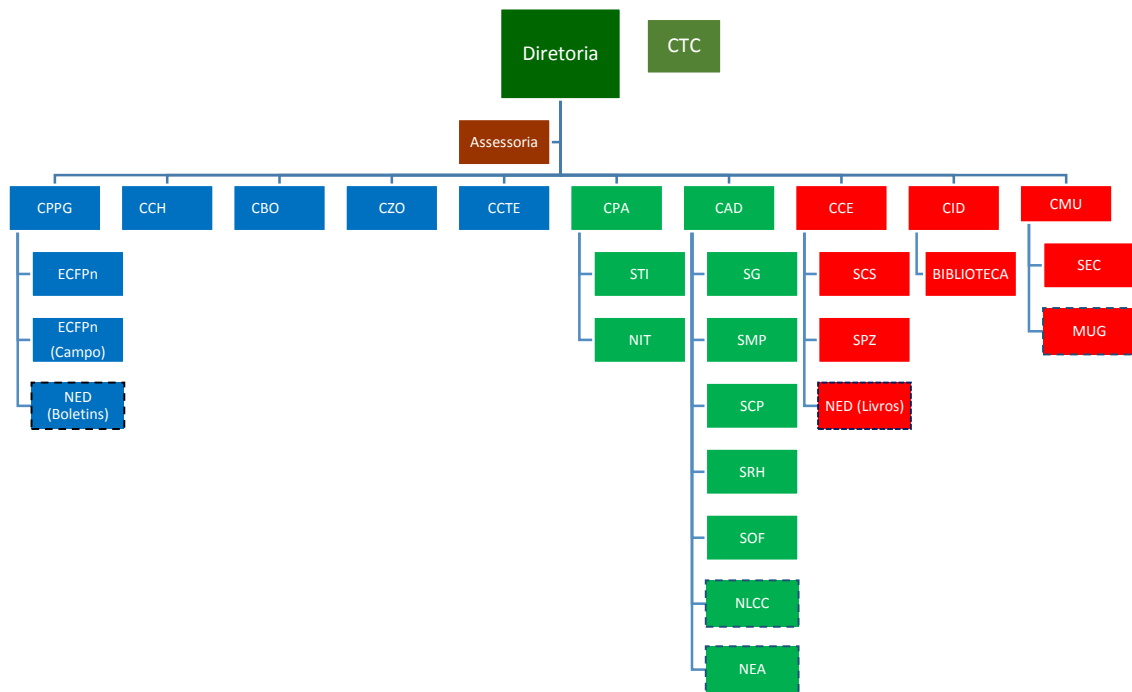 Diretoria
CTC
Assessoria
CPPG
CCH
CBO
CZO
CCTE
CPA
CAD
CCE
CID
CMU
ECFPn
STI
SG
SCS
BIBLIOTECA
SEC
ECFPn
(Campo)
NIT
SMP
SPZ
MUG
NED
(Boletins)
SCP
NED (Livros)
SRH
SOF
NLCC
NEA